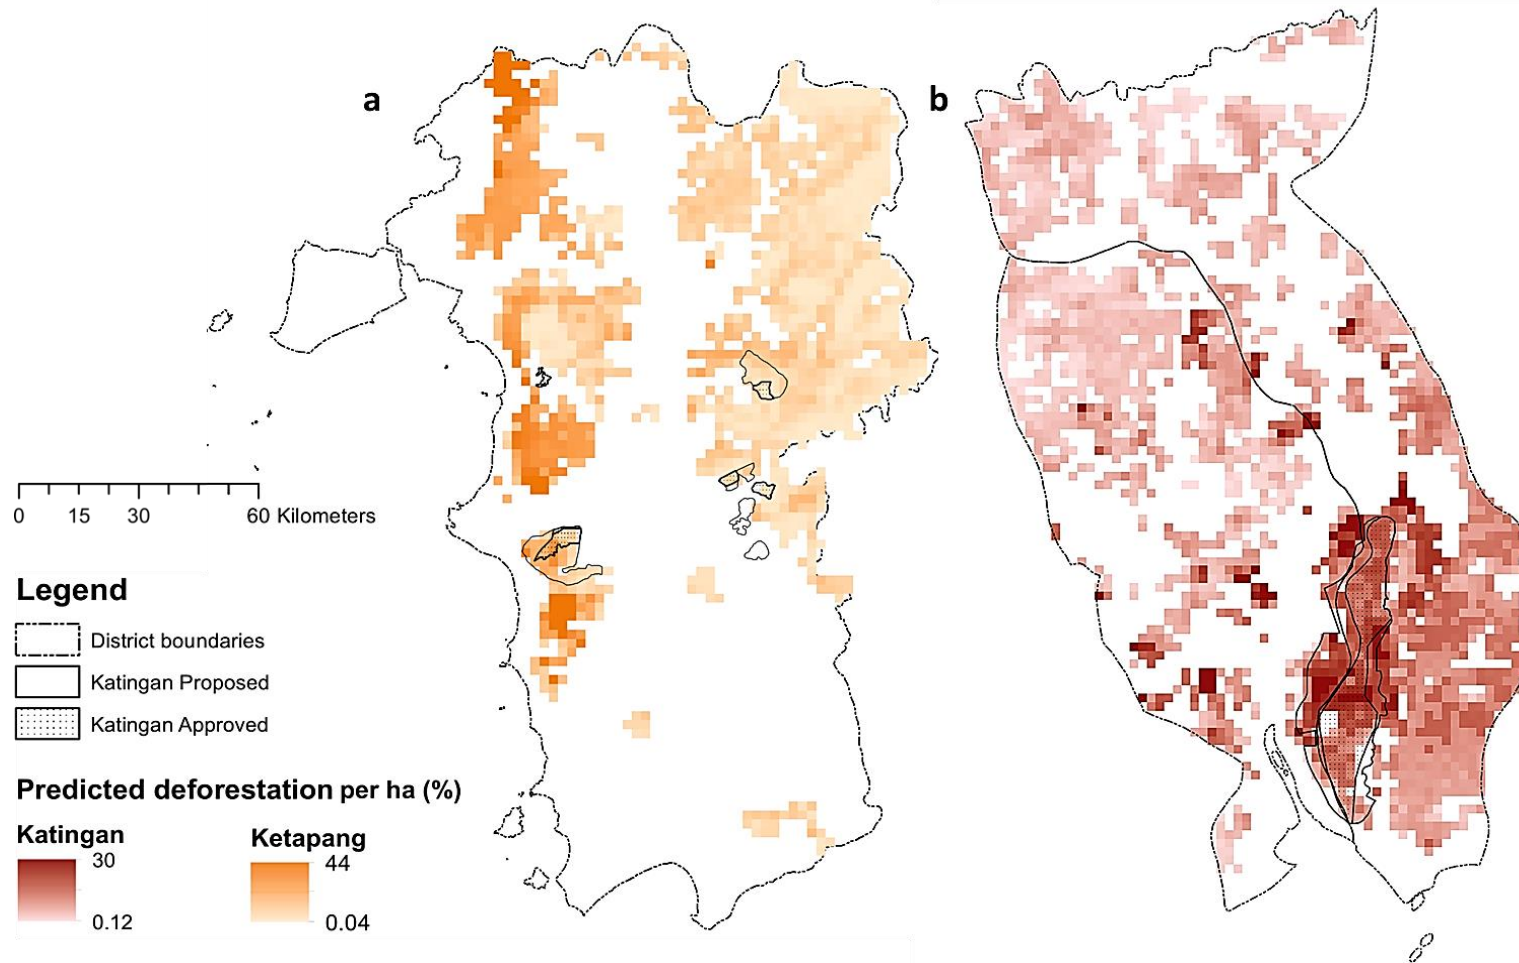 a
b
0 15 30 60 Kilometers
Legend
District boundaries
Katingan Proposed
Katingan Approved
Predicted deforestation per ha (%)
Katingan Ketapang
30 44
0.12 0.04